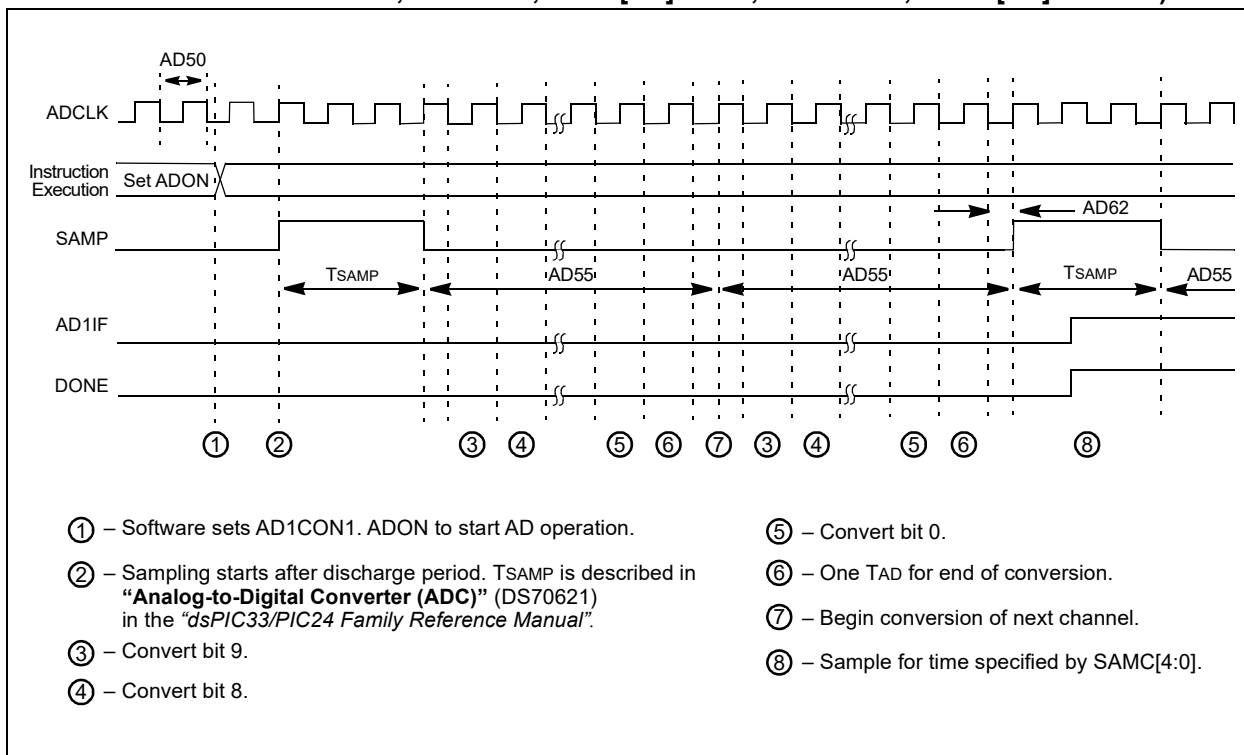 AD50
ADCLK
Instruction
Execution
Set ADON
AD62
SAMP
TSAMP
AD55
AD55
TSAMP
AD55
AD1IF
DONE
1 2 3 4 5 6 7 3 4 5 6 8
1 – Software sets AD1CON1. ADON to start AD operation.
2 – Sampling starts after discharge period. TSAMP is described in
“Analog-to-Digital Converter (ADC)” (DS70621)
in the “dsPIC33/PIC24 Family Reference Manual”.
3 – Convert bit 9.
4 – Convert bit 8.
5 – Convert bit 0.
6 – One TAD for end of conversion.
7 – Begin conversion of next channel.
8 – Sample for time specified by SAMC[4:0].